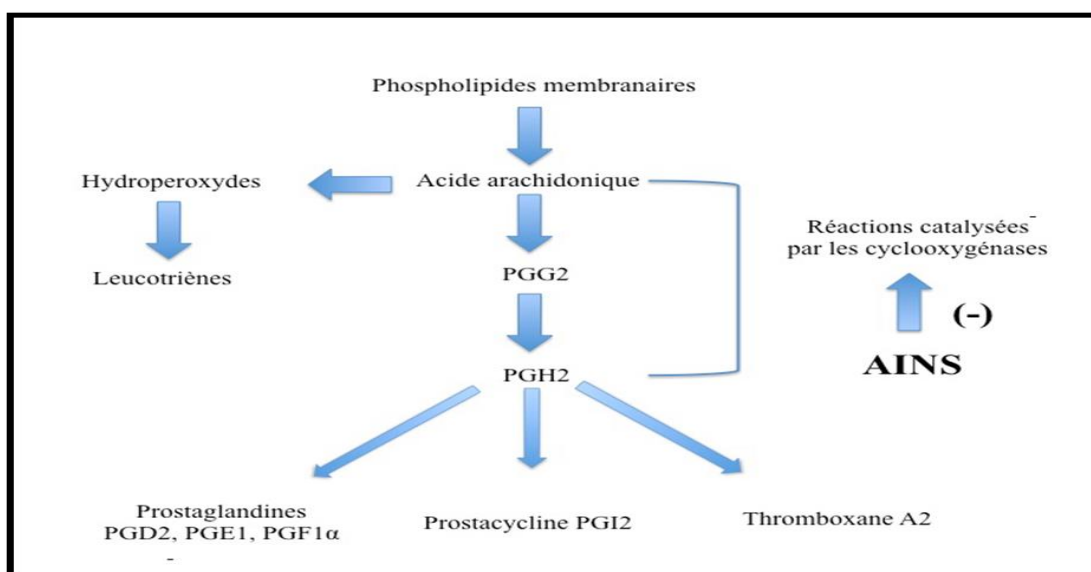 Phospholipides membranaires
Hydroperoxydes
Acide arachidonique
Réactions catalysées
par les cyclooxygénases
Leucotriènes
PGG2
(-)
AINS
PGH2
Prostaglandines
PGD2, PGE1, PGF1α
Prostacycline PGI2
Thromboxane A2